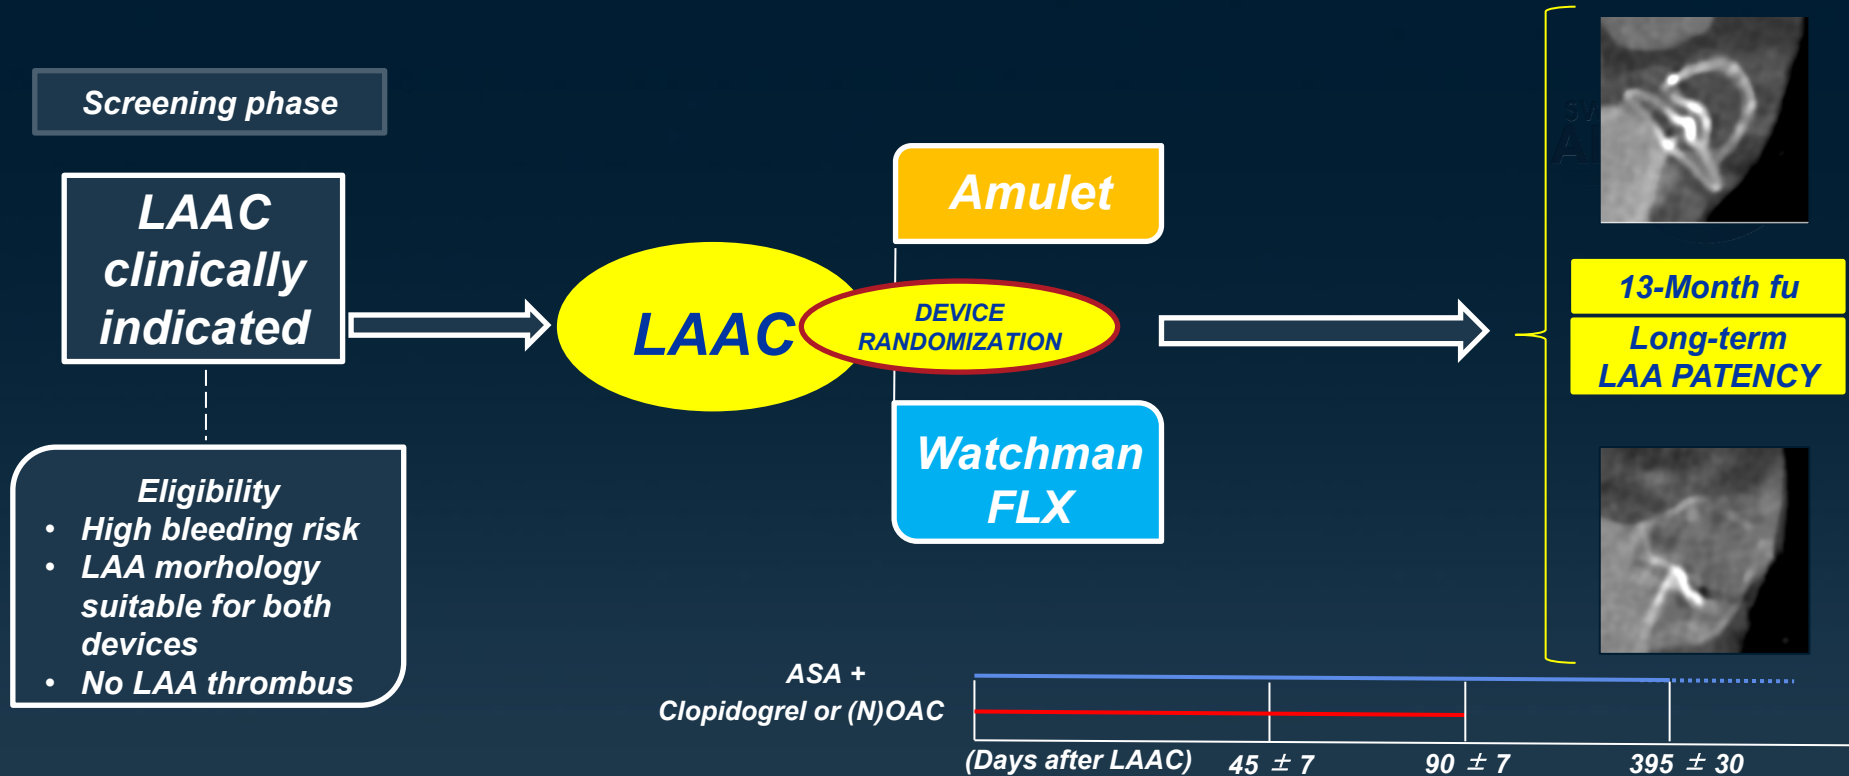 Screening phase
LAAC
clinically
indicated
Eligibility
• High bleeding risk
• LAA morhology
suitable for both
devices
• No LAA thrombus
LAAC
DEVICE
RANDOMIZATION
Amulet
Watchman
FLX
13-Month fu
Long-term
LAA PATENCY
ASA +
Clopidogrel or (N)OAC
(Days after LAAC) 45 ± 7 90 ± 7 395 ± 30